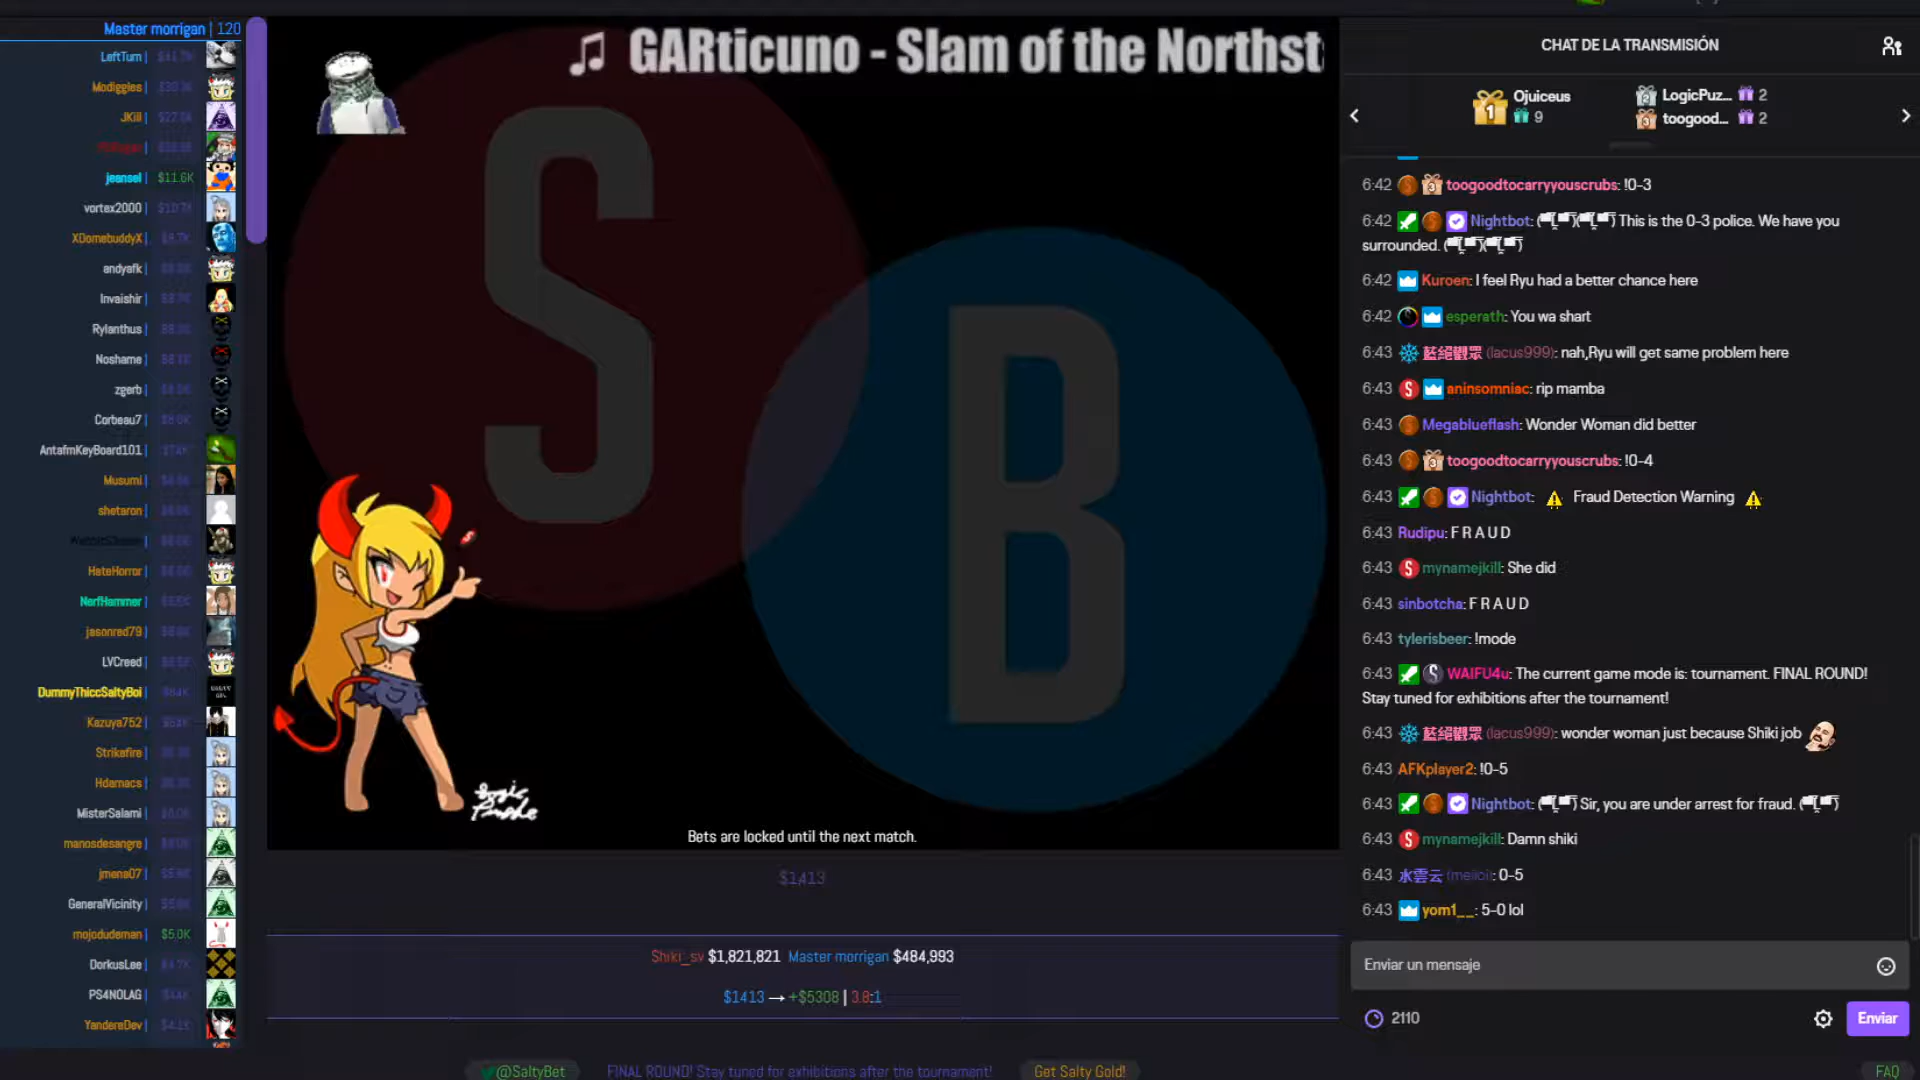 Master morrigan | 120
LeftTurn |
Modiggles |
JKill |
jeansel | $11.6K
vortex2000 |
XDomebuddyX |
andyafk |
Invaishir |
Rylanthus |
Noshame |
zgerb |
Corbeau7 |
AntafmKeyBoard101 |
Musumi |
shetaron |
HateHorror |
NerfHammer |
jasonred79 |
LVCreed |
DummyThiccSaltyBoi |
Kazuya752 |
Strikefire |
Hdamacs |
MisterSalami |
manosdesangre |
jmena07 |
GeneralVicinity |
mojodudeman | $5.0K
DorkusLee |
PS4NOLAG |
YandereDev |
♫ GARticuno - Slam of the Northst
S
B
Bets are locked until the next match.
$1413
Shiki_sv $1,821,821 Master morrigan $484,993
$1413 → +$5308 | 3.8:1
@SaltyBet
FINAL ROUND! Stay tuned for exhibitions after the tournament!
Get Salty Gold!
FAQ
CHAT DE LA TRANSMISIÓN
1 Ojuiceus 9
2 LogicPuz... 2
3 toogood... 2
6:42 toogoodtocarryyouscrubs: !0-3
6:42 Nightbot: This is the 0-3 police. We have you
surrounded.
6:42 Kuroen: I feel Ryu had a better chance here
6:42 esperath: You wa shart
6:43 藍絕觀眾 (lacus999): nah,Ryu will get same problem here
6:43 aninsomniac: rip mamba
6:43 Megablueflash: Wonder Woman did better
6:43 toogoodtocarryyouscrubs: !0-4
6:43 Nightbot: ⚠ Fraud Detection Warning ⚠
6:43 Rudipu: F R A U D
6:43 mynamejkill: She did
6:43 sinbotcha: F R A U D
6:43 tylerisbeer: !mode
6:43 WAIFU4u: The current game mode is: tournament. FINAL ROUND!
Stay tuned for exhibitions after the tournament!
6:43 藍絕觀眾 (lacus999): wonder woman just because Shiki job
6:43 AFKplayer2: !0-5
6:43 Nightbot: Sir, you are under arrest for fraud.
6:43 mynamejkill: Damn shiki
6:43 水雲云 (meiioi): 0-5
6:43 yom1__: 5-0 lol
Enviar un mensaje
2110
Enviar